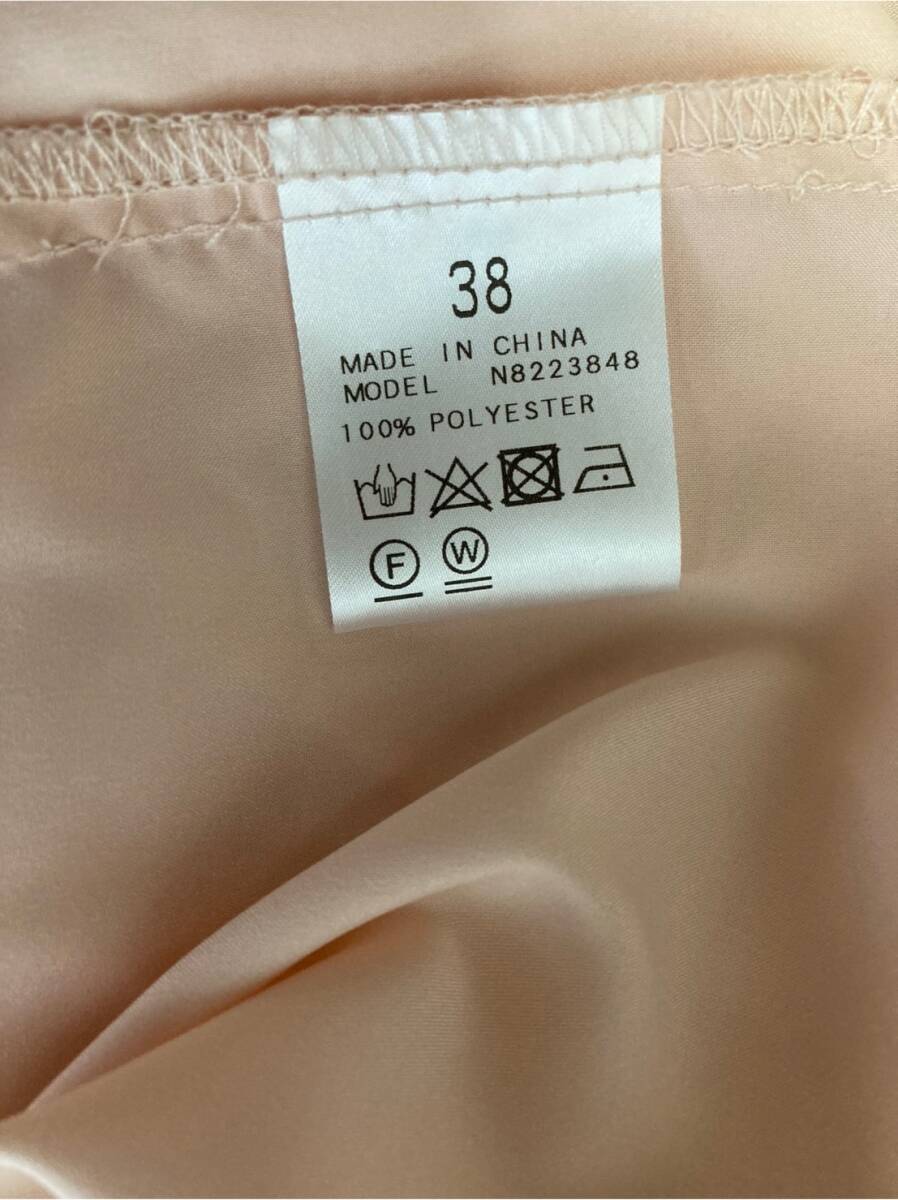 38
MADE IN CHINA
MODEL N8223848
100% POLYESTER
F W